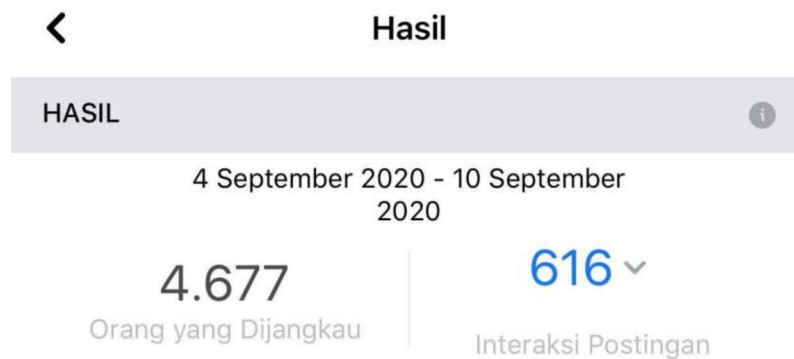 Hasil
HASIL
4 September 2020 - 10 September
2020
4.677
Orang yang Dijangkau
616
Interaksi Postingan